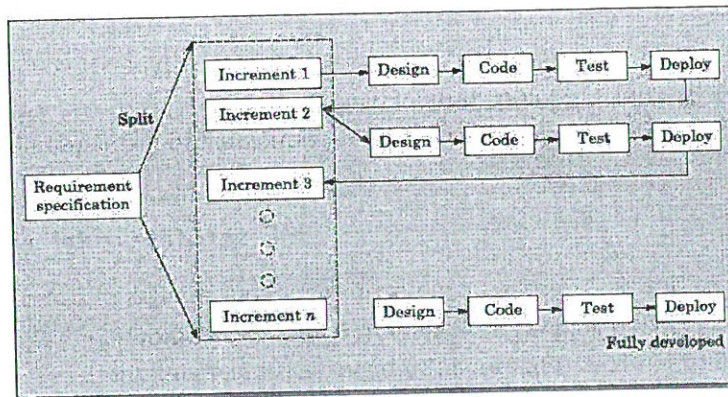 Increment 1
Design
Code
Test
Deploy
Split
Increment 2
Design
Code
Test
Deploy
Requirement
specification
Increment 3
Increment n
Design
Code
Test
Deploy
Fully developed